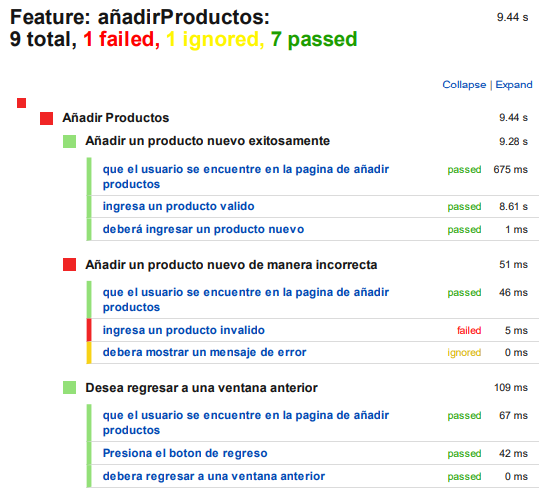 Feature: añadirProductos: 9.44 s
9 total, 1 failed, 1 ignored, 7 passed
Collapse | Expand
Añadir Productos 9.44 s
Añadir un producto nuevo exitosamente 9.28 s
que el usuario se encuentre en la pagina de añadir passed 675 ms
productos
ingresa un producto valido passed 8.61 s
deberá ingresar un producto nuevo passed 1 ms
Añadir un producto nuevo de manera incorrecta 51 ms
que el usuario se encuentre en la pagina de añadir passed 46 ms
productos
ingresa un producto invalido failed 5 ms
debera mostrar un mensaje de error ignored 0 ms
Desea regresar a una ventana anterior 109 ms
que el usuario se encuentre en la pagina de añadir passed 67 ms
productos
Presiona el boton de regreso passed 42 ms
debera regresar a una ventana anterior passed 0 ms